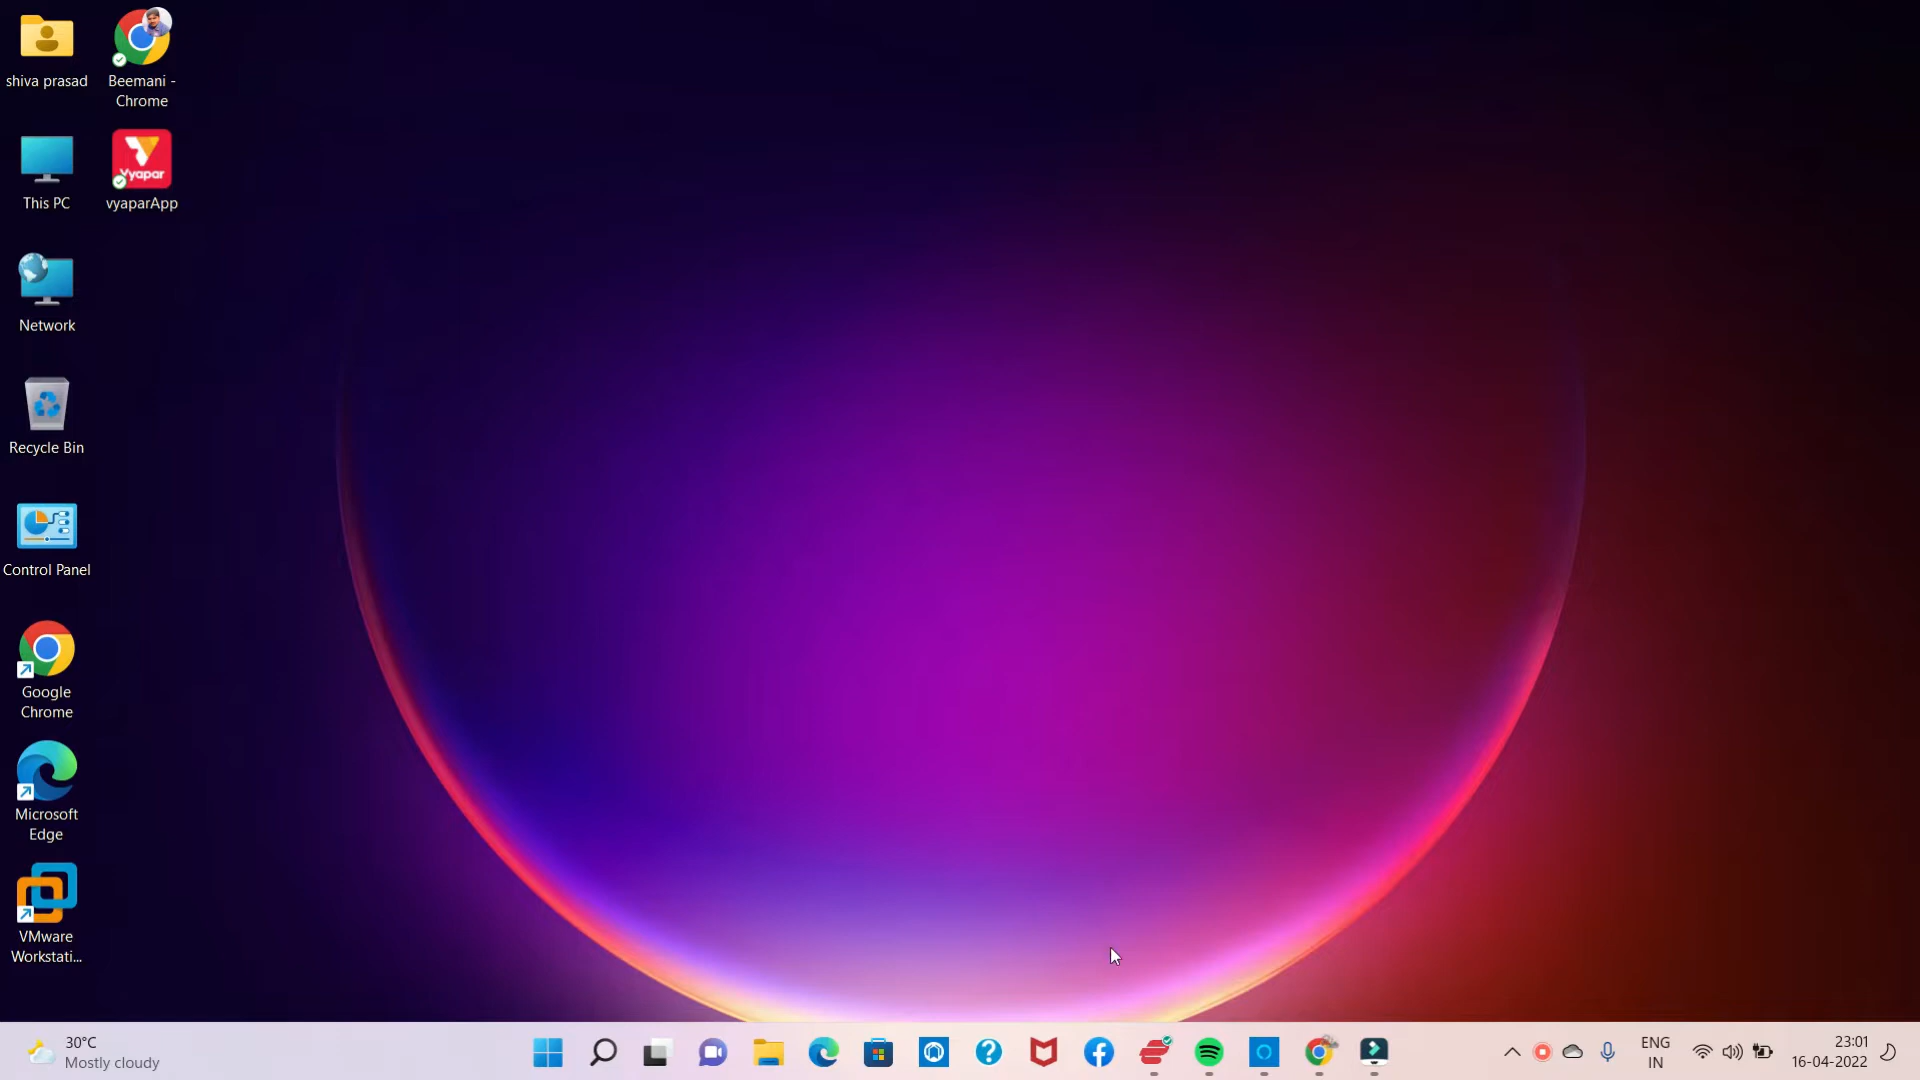 shiva prasad
Beemani -
Chrome
This PC
Vyapar
vyaparApp
Network
Recycle Bin
Control Panel
Google
Chrome
Microsoft
Edge
VMware
Workstati...
30°C
Mostly cloudy
ENG
IN
23:01
16-04-2022